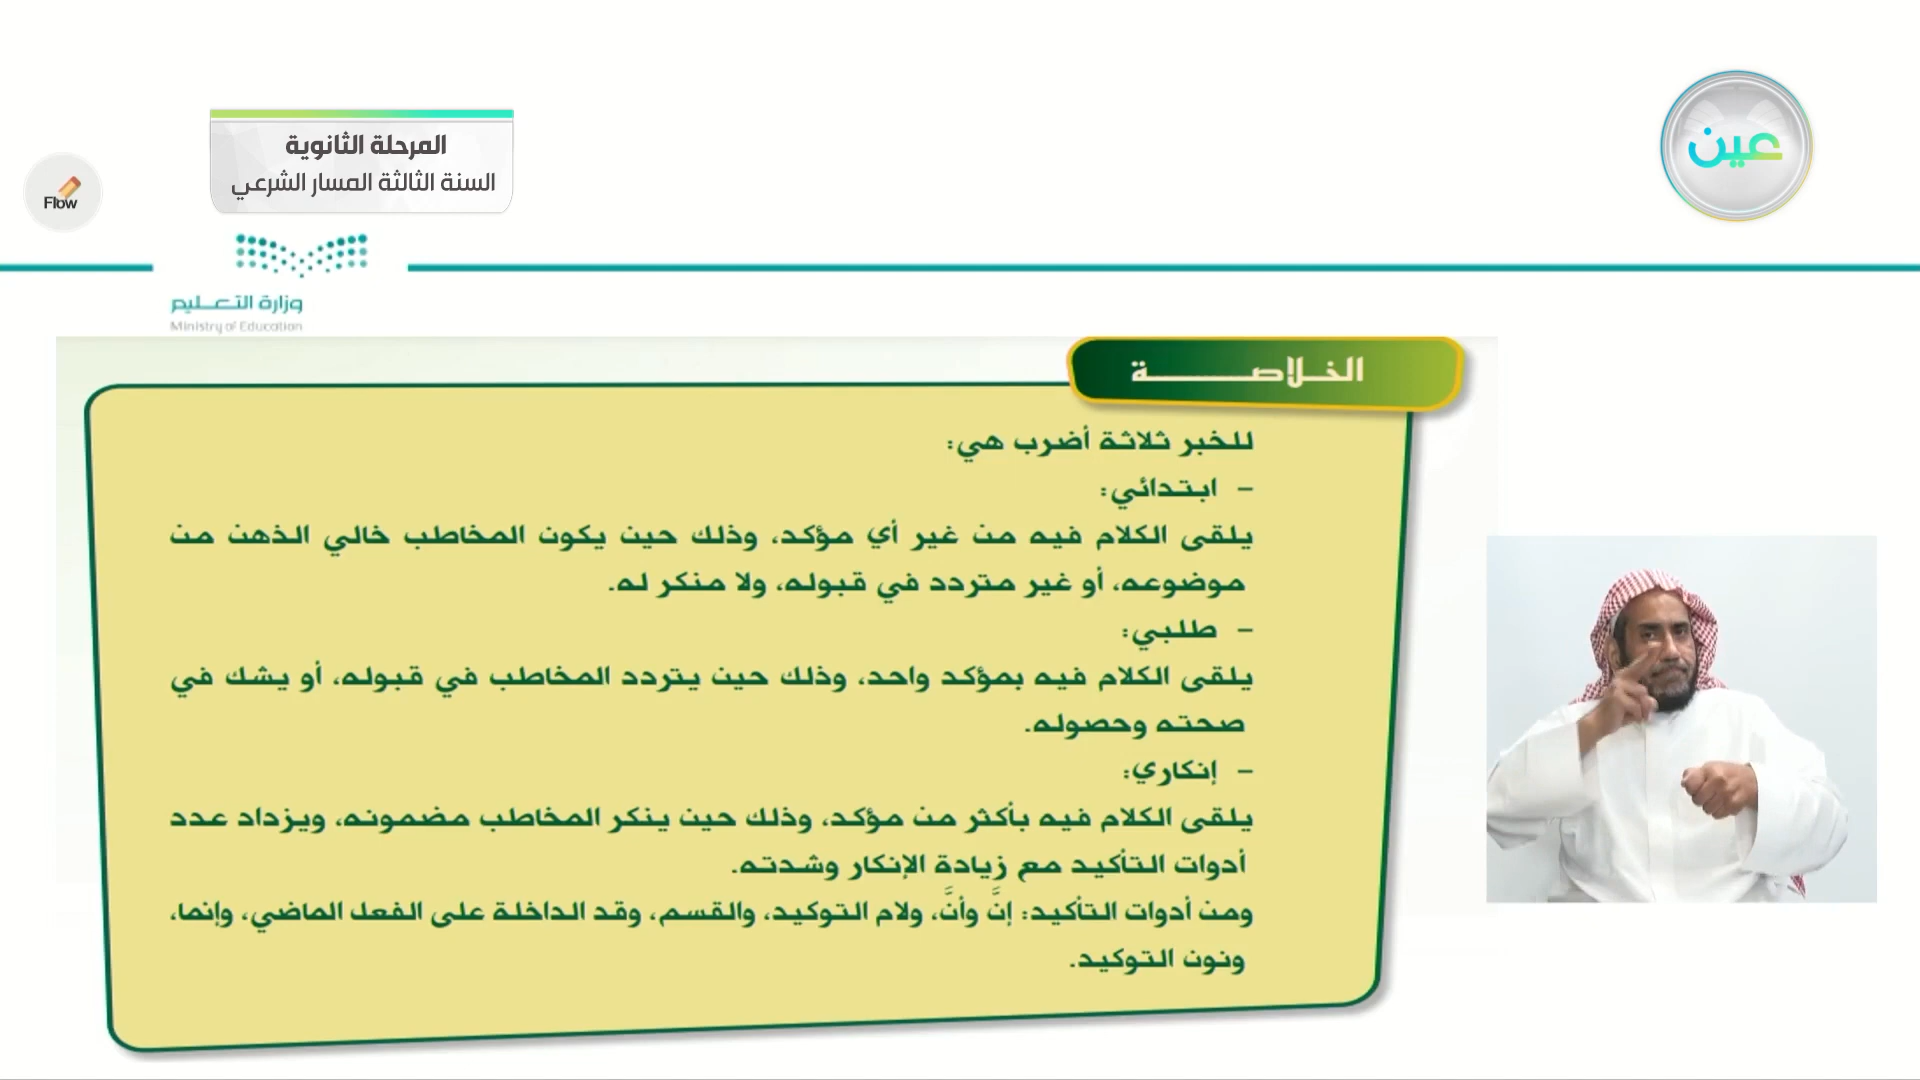 عين
المرحلة الثانوية
السنة الثالثة المسار الشرعي
Flow
وزارة التعليم
Ministry of Education
الخلاصة
للخبر ثلاثة أضرب هي:
- ابتدائي:
يلقى الكلام فيه من غير أي مؤكد، وذلك حين يكون المخاطب خالي الذهن من
موضوعه، أو غير متردد في قبوله، ولا منكر له.
- طلبي:
يلقى الكلام فيه بمؤكد واحد، وذلك حين يتردد المخاطب في قبوله، أو يشك في
صحته وحصوله.
- إنكاري:
يلقى الكلام فيه بأكثر من مؤكد، وذلك حين ينكر المخاطب مضمونه، ويزداد عدد
أدوات التأكيد مع زيادة الإنكار وشدته.
ومن أدوات التأكيد: إنَّ وأنَّ، ولام التوكيد، والقسم، وقد الداخلة على الفعل الماضي، وإنما،
ونون التوكيد.